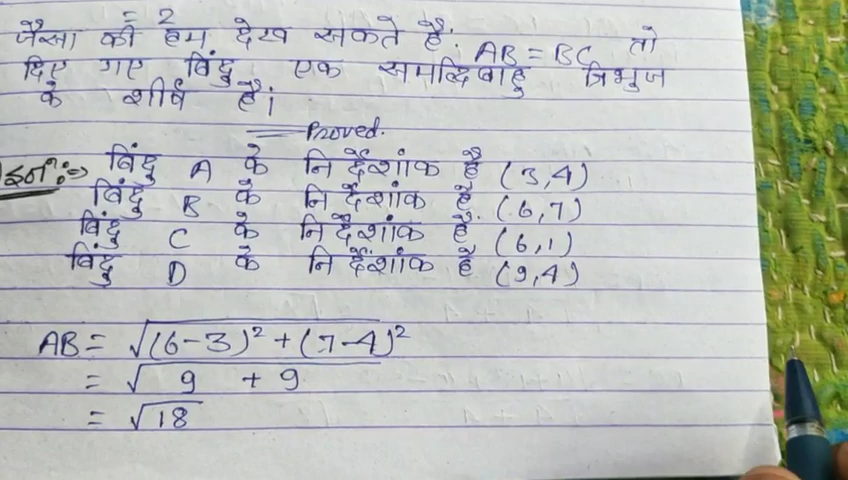 = 2
जैसा की हम देख सकते हैं. AB = BC तो
दिए गए बिंदु एक समद्विबाहु त्रिभुज
के शीर्ष हैं।
Proved.
बिंदु A के निर्देशांक है (3,4)
बिंदु B के निर्देशांक है. (6,7)
बिंदु C के निर्देशांक है. (6,1)
बिंदु D के निर्देशांक है (9,4)
AB = √(6-3)² + (7-4)²
= √ 9 + 9
= √18